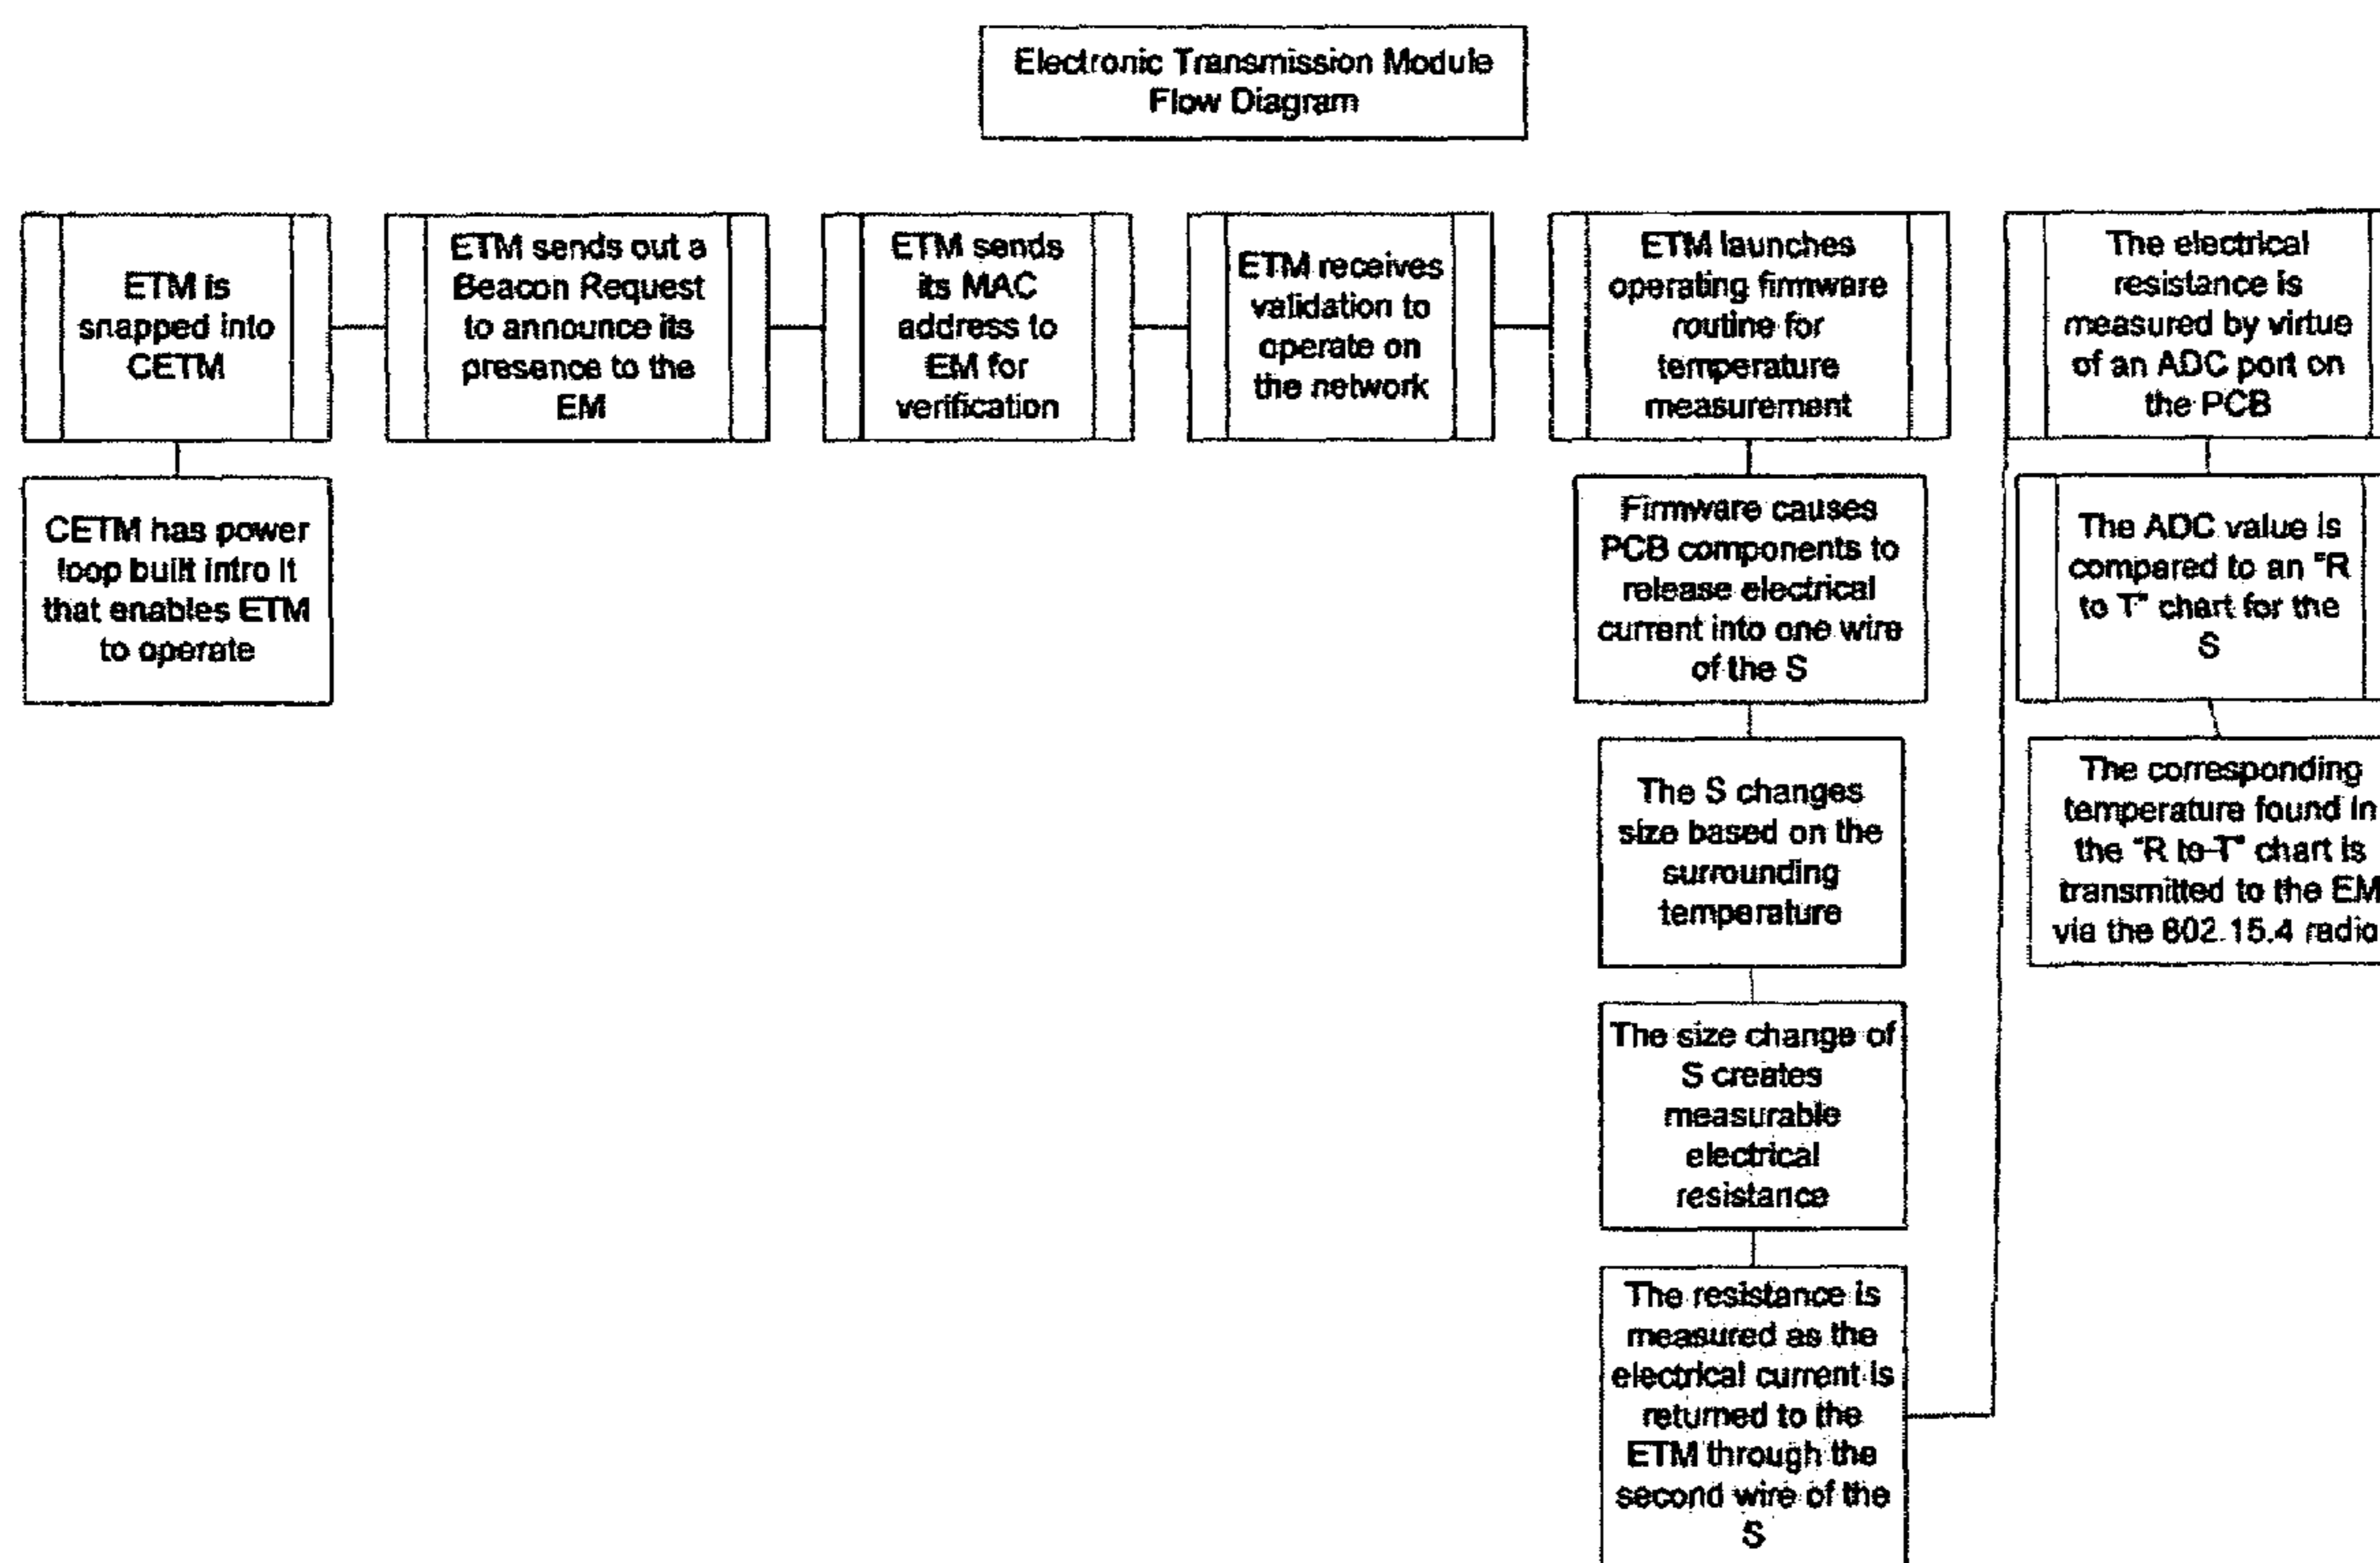 Electronic Transmission Module
Flow Diagram
ETM is
snapped into
CETM
CETM has power
loop built intro it
that enables ETM
to operate
ETM sends out a
Beacon Request
to announce its
presence to the
EM
ETM sends
its MAC
address to
EM for
verification
ETM receives
validation to
operate on
the network
ETM launches
operating firmware
routine for
temperature
measurement
Firmware causes
PCB components to
release electrical
current into one wire
of the S
The S changes
size based on the
surrounding
temperature
The size change of
S creates
measurable
electrical
resistance
The resistance is
measured as the
electrical current is
returned to the
ETM through the
second wire of the
S
The electrical
resistance is
measured by virtue
of an ADC port on
the PCB
The ADC value is
compared to an "R
to T" chart for the
S
The corresponding
temperature found in
the "R to T" chart is
transmitted to the EM
via the 802.15.4 radio